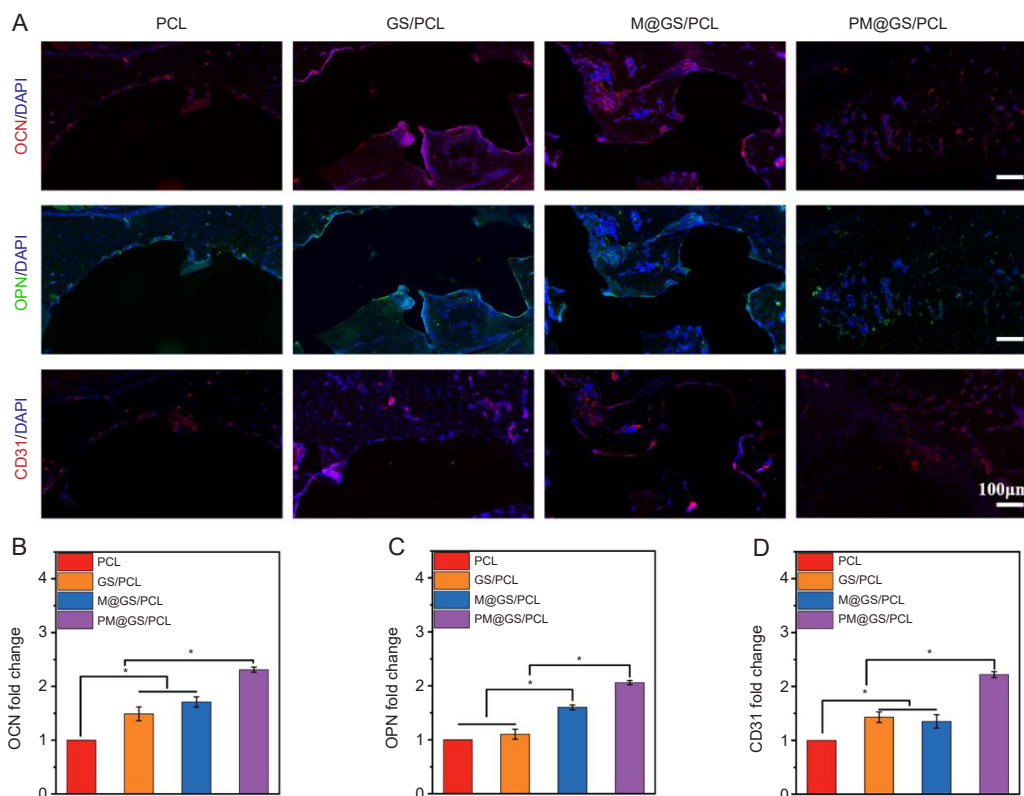 A
PCL GS/PCL M@GS/PCL PM@GS/PCL
OCN/DAPI
OPN/DAPI
CD31/DAPI
100μm
B
OCN fold change
4
3
2
1
0
PCL
GS/PCL
M@GS/PCL
PM@GS/PCL
*
*
C
OPN fold change
4
3
2
1
0
PCL
GS/PCL
M@GS/PCL
PM@GS/PCL
*
*
D
CD31 fold change
4
3
2
1
0
PCL
GS/PCL
M@GS/PCL
PM@GS/PCL
*
*